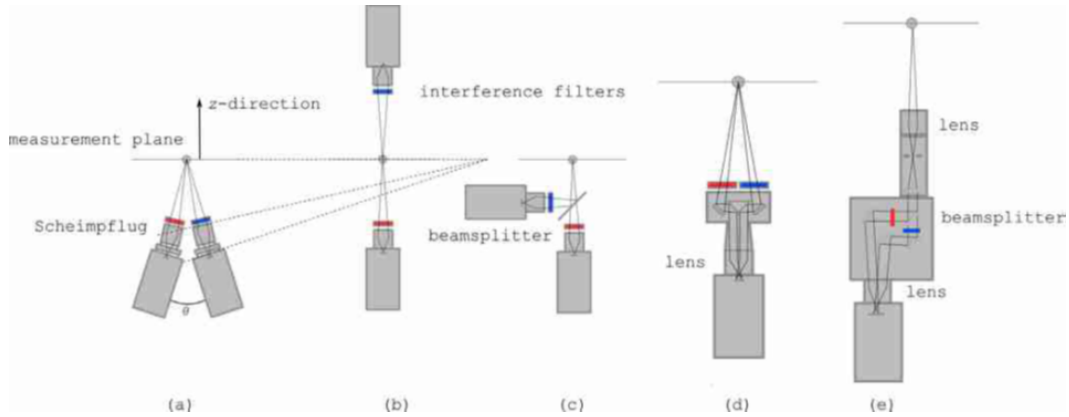 z-direction
measurement plane
Scheimpflug
θ
interference filters
beamsplitter
lens
lens
beamsplitter
lens
(a) (b) (c) (d) (e)